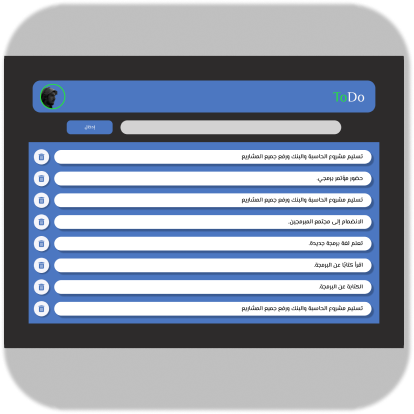 ToDo
إدخال
تسليم مشروع الحاسبة والبنك ورفع جميع المشاريع
حضور مؤتمر برمجي.
تسليم مشروع الحاسبة والبنك ورفع جميع المشاريع
الانضمام إلى مجتمع المبرمجين.
تعلم لغة برمجة جديدة.
اقرأ كتابًا عن البرمجة.
الكتابة عن البرمجة.
تسليم مشروع الحاسبة والبنك ورفع جميع المشاريع